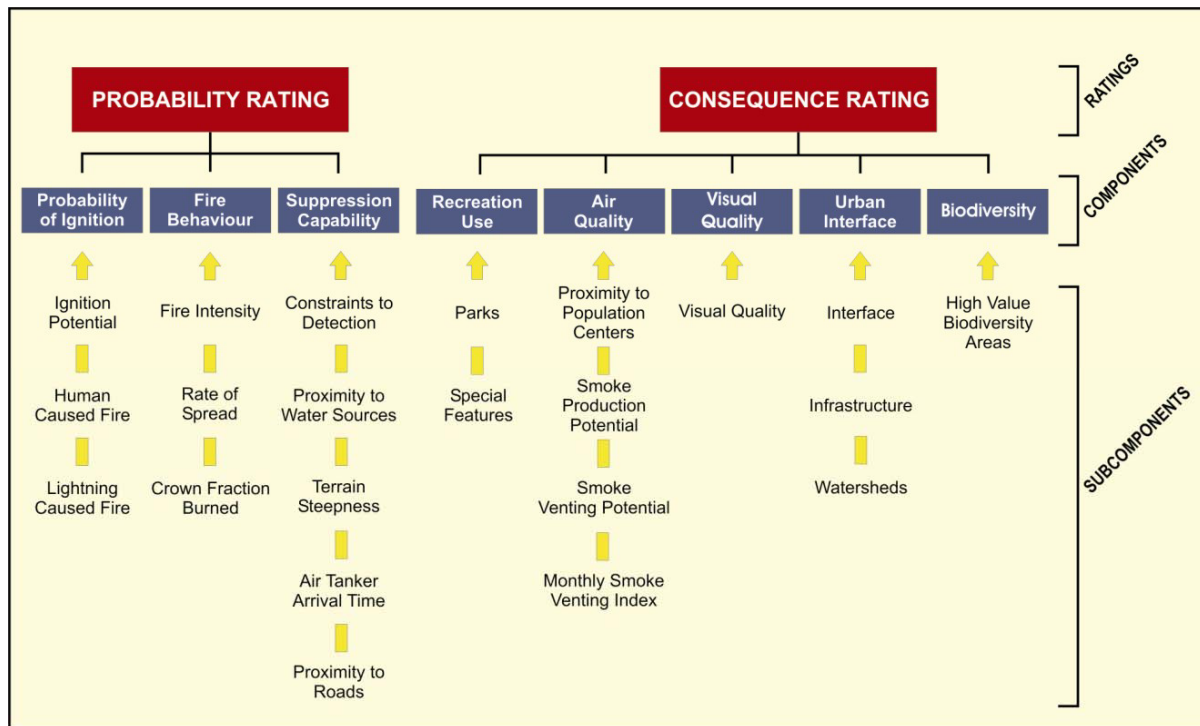 PROBABILITY RATING
CONSEQUENCE RATING
RATINGS
Probability
of Ignition
Fire
Behaviour
Suppression
Capability
Recreation
Use
Air
Quality
Visual
Quality
Urban
Interface
Biodiversity
COMPONENTS
Ignition
Potential
Human
Caused Fire
Lightning
Caused Fire
Fire Intensity
Rate of
Spread
Crown Fraction
Burned
Constraints to
Detection
Proximity to
Water Sources
Terrain
Steepness
Air Tanker
Arrival Time
Proximity to
Roads
Parks
Special
Features
Proximity to
Population
Centers
Smoke
Production
Potential
Smoke
Venting Potential
Monthly Smoke
Venting Index
Visual Quality
Interface
Infrastructure
Watersheds
High Value
Biodiversity
Areas
SUBCOMPONENTS